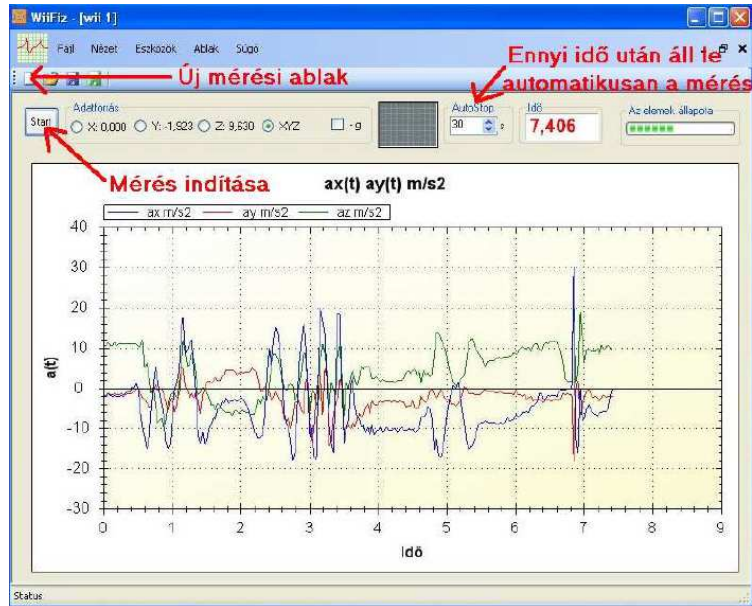 WiiFiz - [wii 1]
Fájl Nézet Eszközök Ablak Súgó
Új mérési ablak
Ennyi idő után áll le
automatikusan a mérés
Start
Adatforrás
X: 0,000 Y: -1,923 Z: 9,630 XYZ - g
AutoStop
30 s
Idő
7,406
Az elemek állapota
Mérés indítása
ax(t) ay(t) m/s2
ax m/s2 ay m/s2 az m/s2
40
30
20
10
0
-10
-20
-30
a(t)
0 1 2 3 4 5 6 7 8 9
Idő
Status